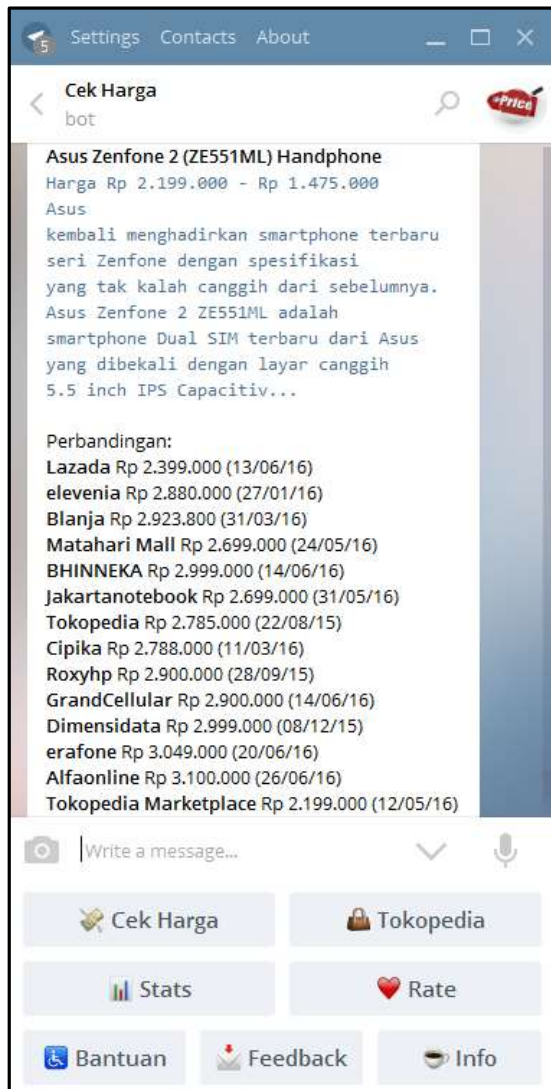 5
Settings Contacts About
Cek Harga
bot
+Price
Asus Zenfone 2 (ZE551ML) Handphone
Harga Rp 2.199.000 - Rp 1.475.000
Asus
kembali menghadirkan smartphone terbaru
seri Zenfone dengan spesifikasi
yang tak kalah canggih dari sebelumnya.
Asus Zenfone 2 ZE551ML adalah
smartphone Dual SIM terbaru dari Asus
yang dibekali dengan layar canggih
5.5 inch IPS Capacitiv...
Perbandingan:
Lazada Rp 2.399.000 (13/06/16)
elevenia Rp 2.880.000 (27/01/16)
Blanja Rp 2.923.800 (31/03/16)
Matahari Mall Rp 2.699.000 (24/05/16)
BHINNEKA Rp 2.999.000 (14/06/16)
Jakartanotebook Rp 2.699.000 (31/05/16)
Tokopedia Rp 2.785.000 (22/08/15)
Cipika Rp 2.788.000 (11/03/16)
Roxyhp Rp 2.900.000 (28/09/15)
GrandCellular Rp 2.900.000 (14/06/16)
Dimensidata Rp 2.999.000 (08/12/15)
erafone Rp 3.049.000 (20/06/16)
Alfaonline Rp 3.100.000 (26/06/16)
Tokopedia Marketplace Rp 2.199.000 (12/05/16)
Write a message...
Cek Harga
Tokopedia
Stats
Rate
Bantuan
Feedback
Info